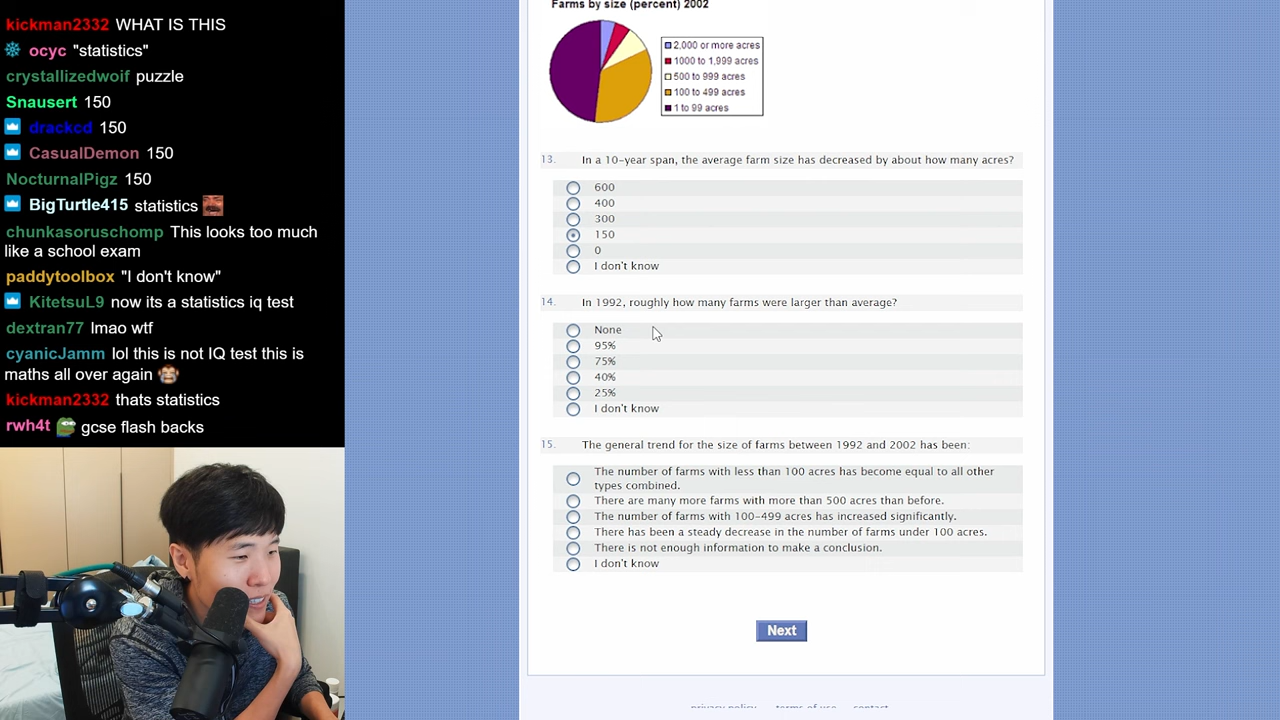 kickman2332 WHAT IS THIS
ocyc "statistics"
crystallizedwoif puzzle
Snausert 150
drackcd 150
CasualDemon 150
NocturnalPigz 150
BigTurtle415 statistics
chunkasoruschomp This looks too much
like a school exam
paddytoolbox "I don't know"
KitetsuL9 now its a statistics iq test
dextran77 lmao wtf
cyanicJamm lol this is not IQ test this is
maths all over again
kickman2332 thats statistics
rwh4t gcse flash backs
Farms by size (percent) 2002
2,000 or more acres
1000 to 1,999 acres
500 to 999 acres
100 to 499 acres
1 to 99 acres
13. In a 10-year span, the average farm size has decreased by about how many acres?
600
400
300
150
0
I don't know
14. In 1992, roughly how many farms were larger than average?
None
95%
75%
40%
25%
I don't know
15. The general trend for the size of farms between 1992 and 2002 has been:
The number of farms with less than 100 acres has become equal to all other
types combined.
There are many more farms with more than 500 acres than before.
The number of farms with 100-499 acres has increased significantly.
There has been a steady decrease in the number of farms under 100 acres.
There is not enough information to make a conclusion.
I don't know
Next
privacy policy terms of use contact